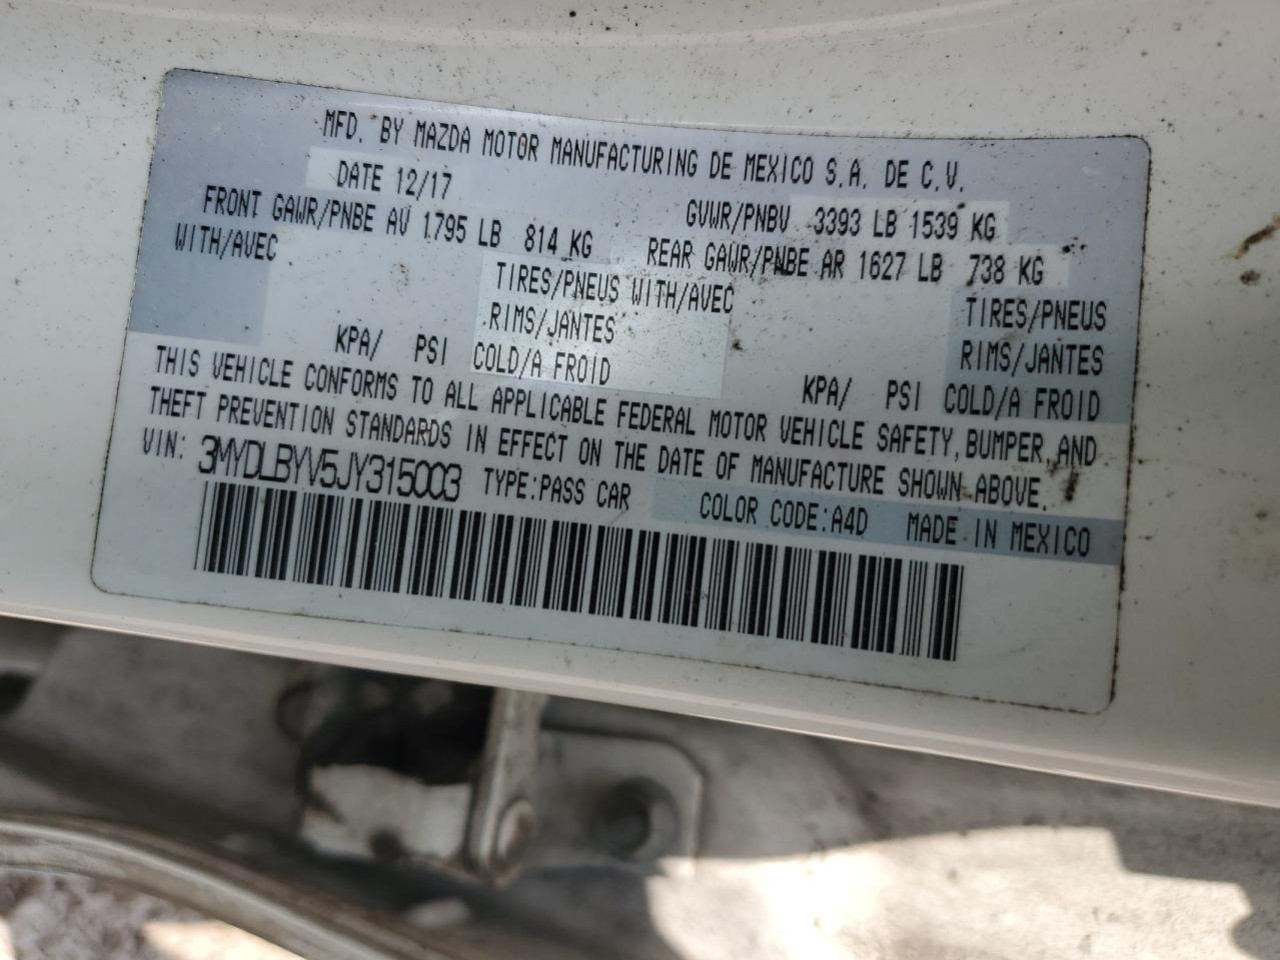 MFD. BY MAZDA MOTOR MANUFACTURING DE MEXICO S.A. DE C.V.
DATE 12/17 GVWR/PNBV 3393 LB 1539 KG
FRONT GAWR/PNBE AV 1795 LB 814 KG REAR GAWR/PNBE AR 1627 LB 738 KG
WITH/AVEC TIRES/PNEUS WITH/AVEC TIRES/PNEUS
RIMS/JANTES RIMS/JANTES
KPA/ PSI COLD/A FROID KPA/ PSI COLD/A FROID
THIS VEHICLE CONFORMS TO ALL APPLICABLE FEDERAL MOTOR VEHICLE SAFETY, BUMPER, AND
THEFT PREVENTION STANDARDS IN EFFECT ON THE DATE OF MANUFACTURE SHOWN ABOVE.
VIN: 3MYDLBYV5JY315003 TYPE:PASS CAR COLOR CODE:A4D MADE IN MEXICO